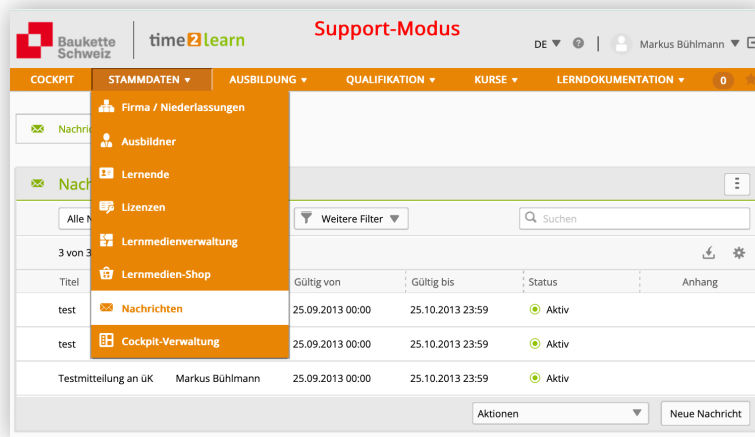 Baukette
Schweiz
time2learn
Support-Modus
DE
Markus Bühlmann
COCKPIT STAMMDATEN AUSBILDUNG QUALIFIKATION KURSE LERNDOKUMENTATION 0
Firma / Niederlassungen
Ausbildner
Lernende
Lizenzen
Lernmedienverwaltung
Lernmedien-Shop
Nachrichten
Cockpit-Verwaltung
Weitere Filter
Suchen
3 von 3
Titel Gültig von Gültig bis Status Anhang
test 25.09.2013 00:00 25.10.2013 23:59 Aktiv
test 25.09.2013 00:00 25.10.2013 23:59 Aktiv
Testmitteilung an üK Markus Bühlmann 25.09.2013 00:00 25.10.2013 23:59 Aktiv
Aktionen Neue Nachricht